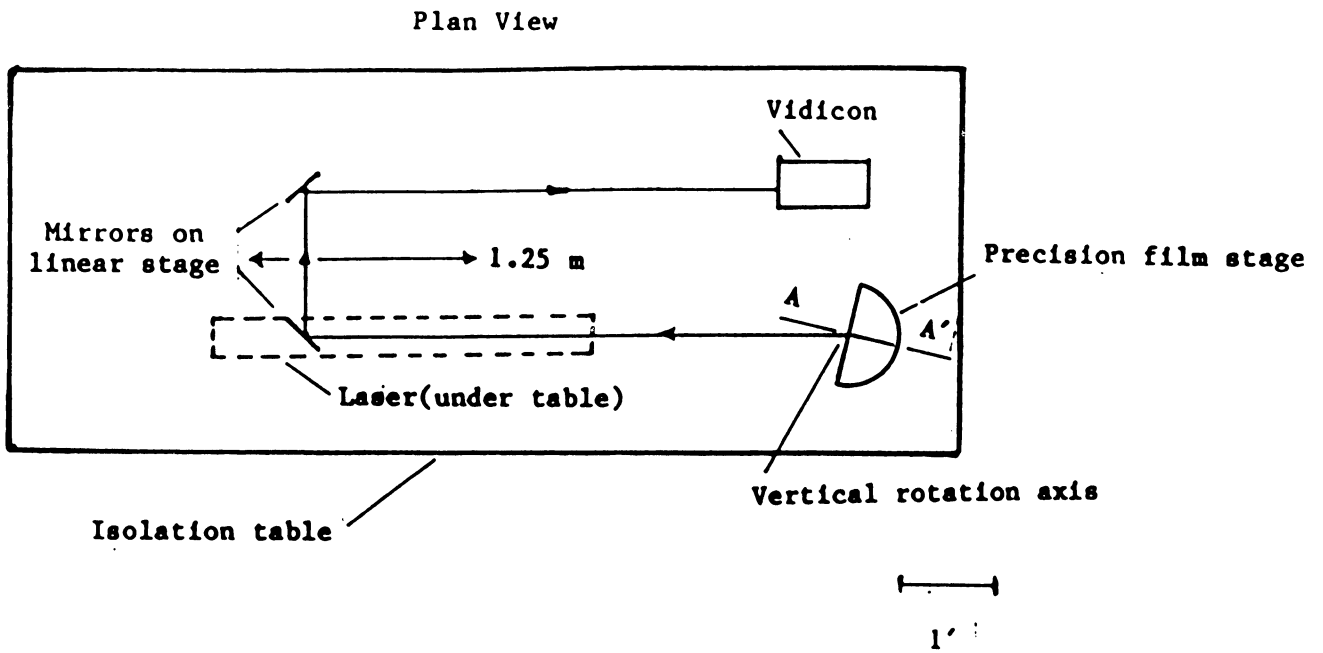 Plan View
Vidicon
Mirrors on
linear stage
1.25 m
Precision film stage
A
A′
Laser(under table)
Vertical rotation axis
Isolation table
1′